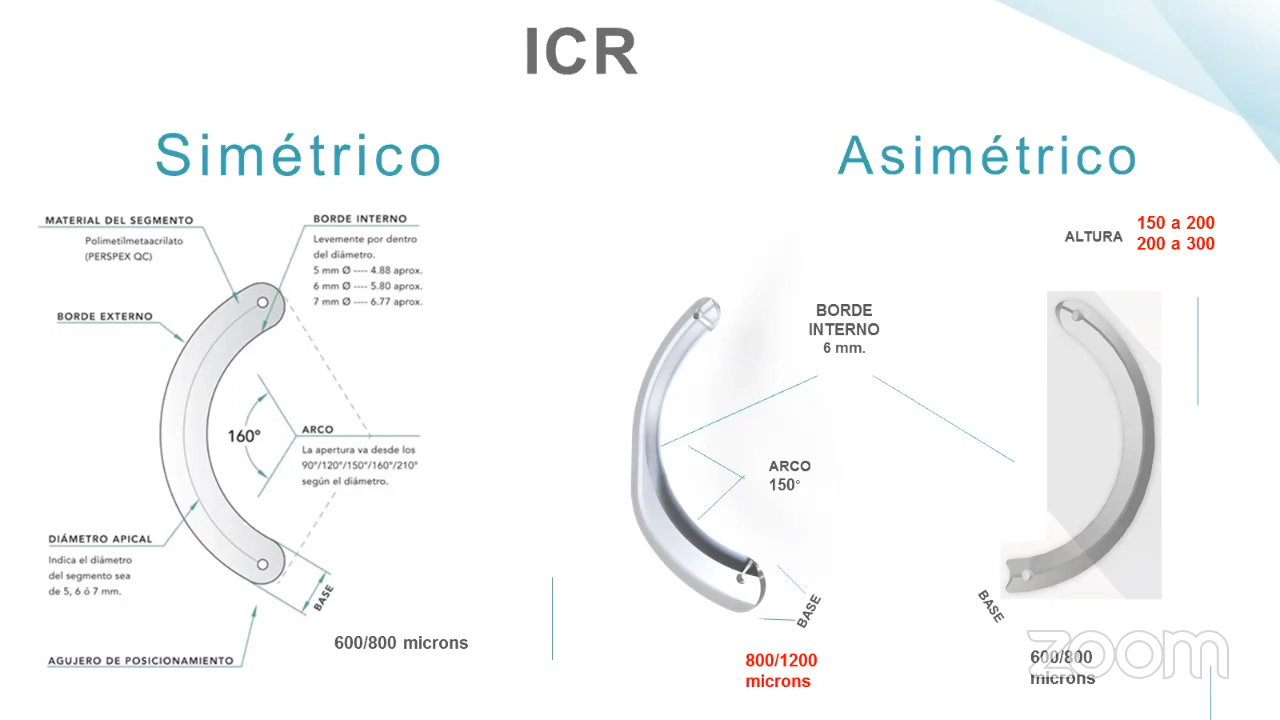 ICR
Simétrico
MATERIAL DEL SEGMENTO
Polimetilmetaacrilato
(PERSPEX QC)
BORDE INTERNO
Levemente por dentro
del diámetro.
5 mm Ø ---- 4.88 aprox.
6 mm Ø ---- 5.80 aprox.
7 mm Ø ---- 6.77 aprox.
BORDE EXTERNO
160°
ARCO
La apertura va desde los
90°/120°/150°/160°/210°
según el diámetro.
DIÁMETRO APICAL
Indica el diámetro
del segmento sea
de 5, 6 ó 7 mm.
BASE
600/800 microns
AGUJERO DE POSICIONAMIENTO
Asimétrico
ALTURA
150 a 200
200 a 300
BORDE
INTERNO
6 mm.
ARCO
150°
BASE
800/1200
microns
BASE
600/800
microns
zoom